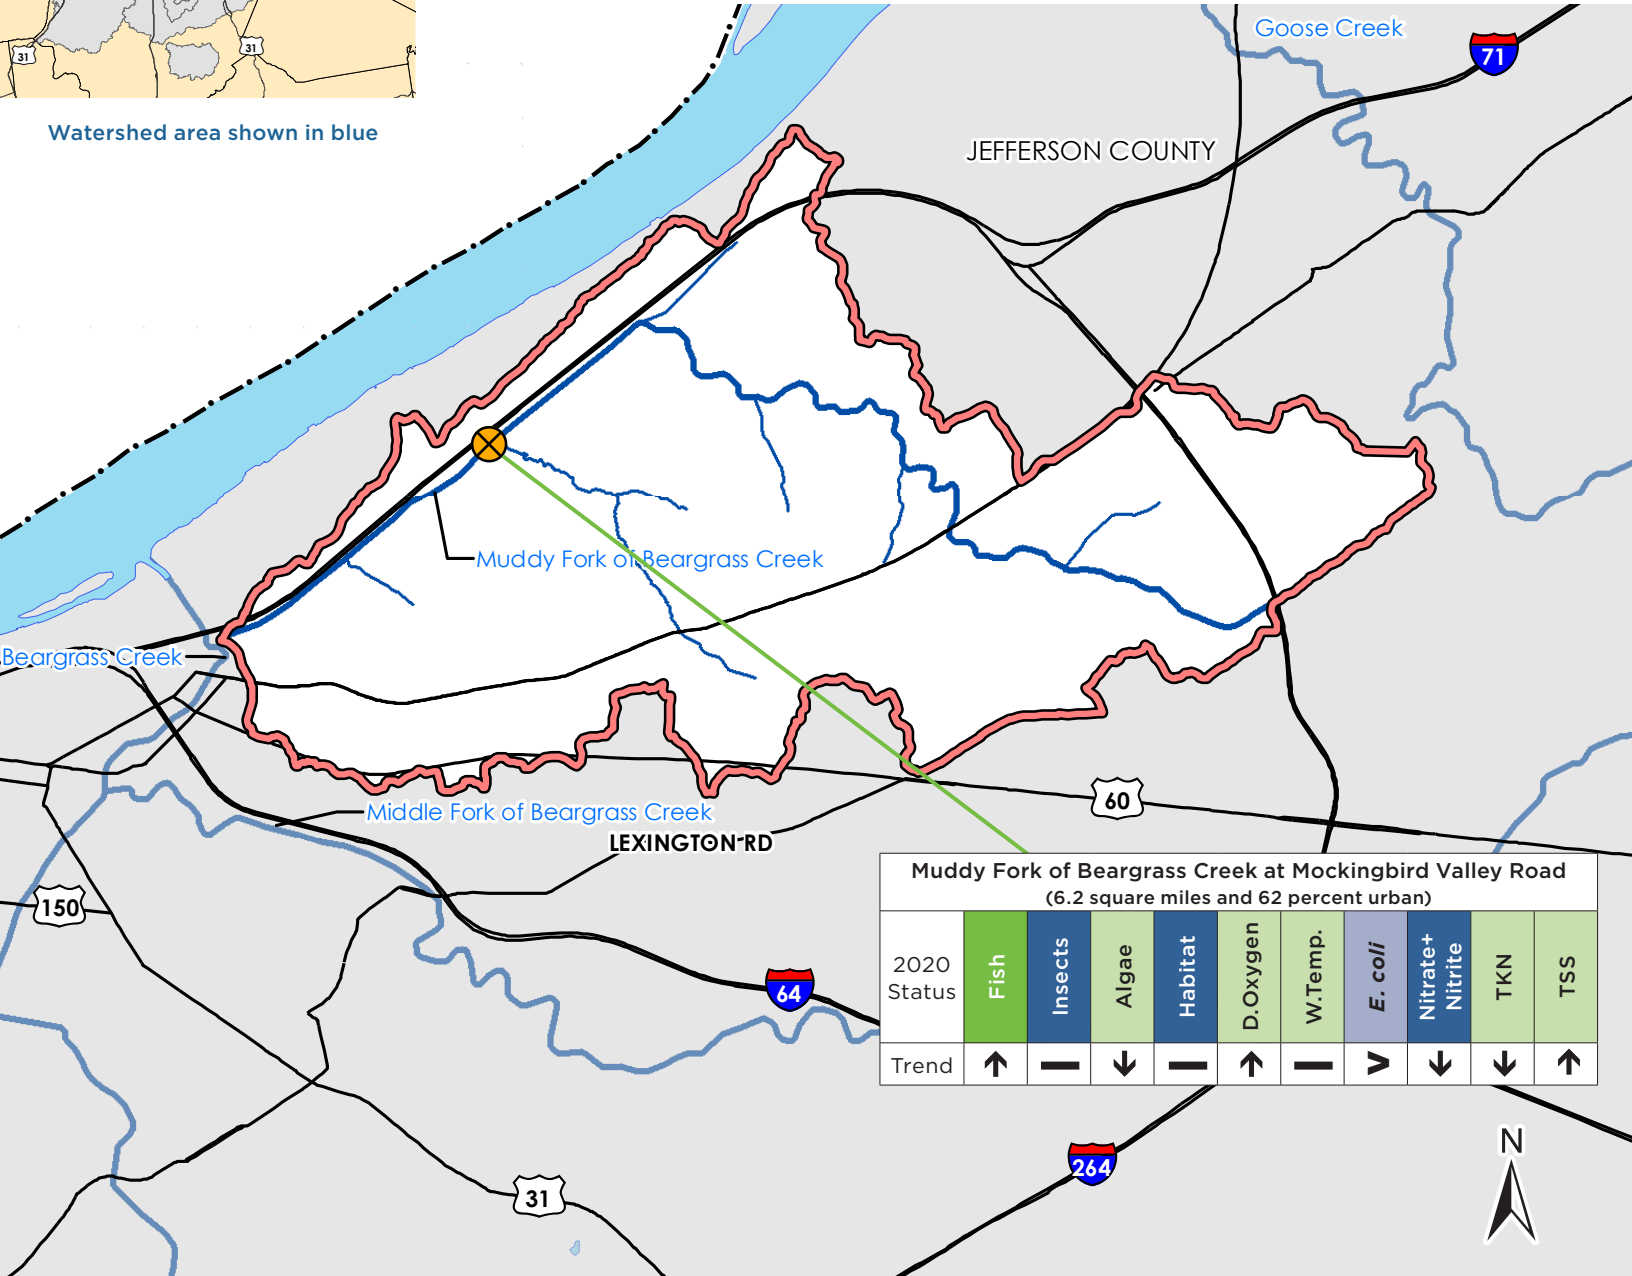 31
31
Watershed area shown in blue
Goose Creek
71
JEFFERSON COUNTY
Muddy Fork of Beargrass Creek
Beargrass Creek
60
Middle Fork of Beargrass Creek
LEXINGTON RD
Muddy Fork of Beargrass Creek at Mockingbird Valley Road
(6.2 square miles and 62 percent urban)
150
2020
Status
Fish
Insects
Algae
Habitat
D.Oxygen
W.Temp.
E. coli
Nitrate+
Nitrite
TKN
TSS
64
Trend
N
264
31